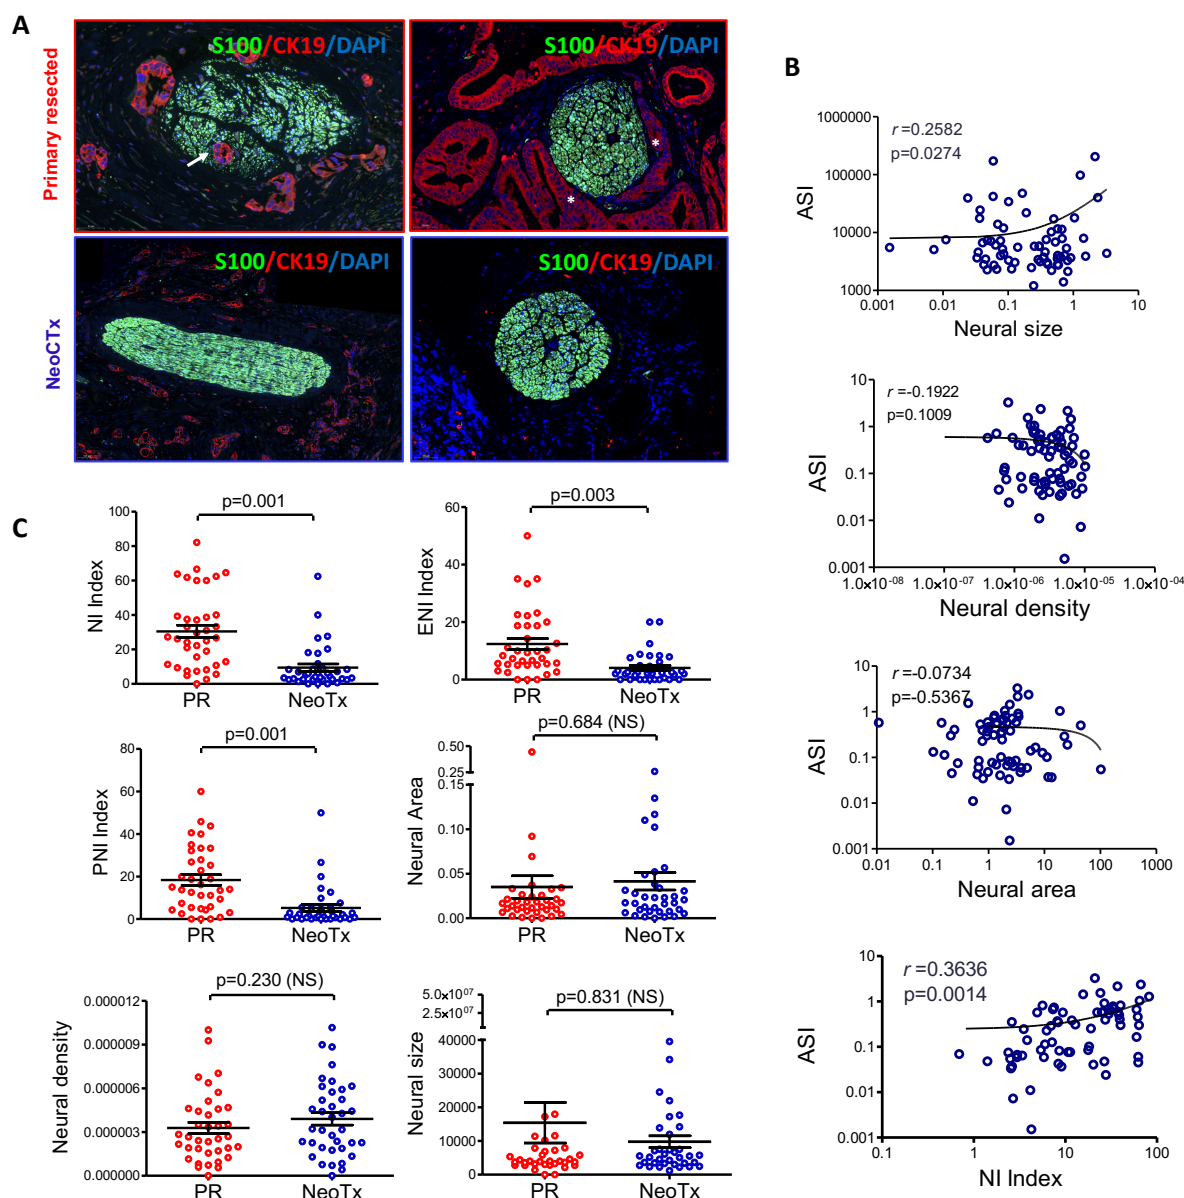 A
Primary resected
S100/CK19/DAPI
S100/CK19/DAPI
*
*
NeoCTx
S100/CK19/DAPI
S100/CK19/DAPI
B
r=0.2582
p=0.0274
ASI
1000000
100000
10000
1000
0.001
0.1
1
10
Neural size
r=-0.1922
p=0.1009
ASI
10
1
0.1
0.01
0.001
1.0×10-08
1.0×10-07
1.0×10-06
1.0×10-05
1.0×10-04
Neural density
r=-0.0734
p=-0.5367
ASI
10
1
0.1
0.01
0.001
0.01
0.1
1
10
100
1000
Neural area
r=0.3636
p=0.0014
ASI
10
1
0.1
0.01
0.001
0.1
1
10
100
NI Index
C
p=0.001
NI Index
100
80
60
40
20
0
PR
NeoTx
p=0.003
ENI Index
60
40
20
0
PR
NeoTx
p=0.001
PNI Index
80
60
40
20
0
PR
NeoTx
p=0.684 (NS)
Neural Area
0.50
0.25
0.15
0.10
0.05
0.00
PR
NeoTx
p=0.230 (NS)
Neural density
0.000012
0.000009
0.000006
0.000003
0.000000
PR
NeoTx
p=0.831 (NS)
Neural size
5.0×1007
2.5×1007
40000
30000
20000
10000
0
PR
NeoTx